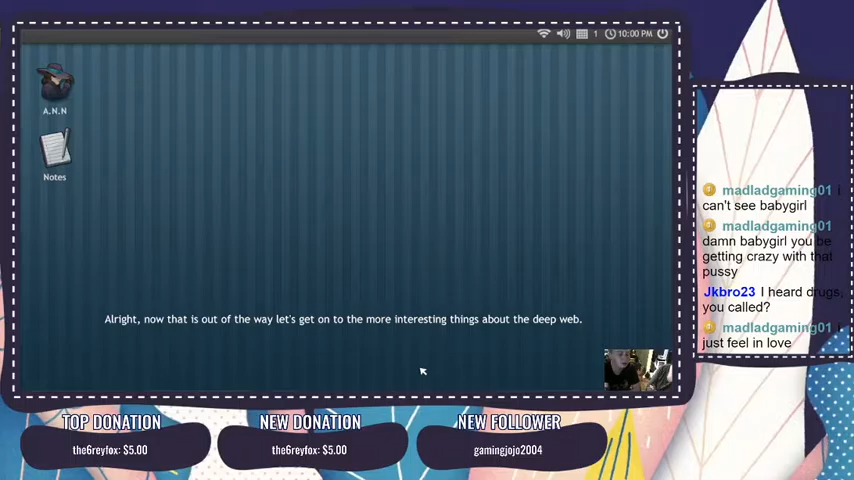 1 10:00 PM
A.N.N
Notes
Alright, now that is out of the way let's get on to the more interesting things about the deep web.
madladgaming01 i
can't see babygirl
madladgaming01
damn babygirl you be
getting crazy with that
pussy
Jkbro23 I heard drugs,
you called?
madladgaming01 i
just feel in love
TOP DONATION
the6reyfox: $5.00
NEW DONATION
the6reyfox: $5.00
NEW FOLLOWER
gamingjojo2004